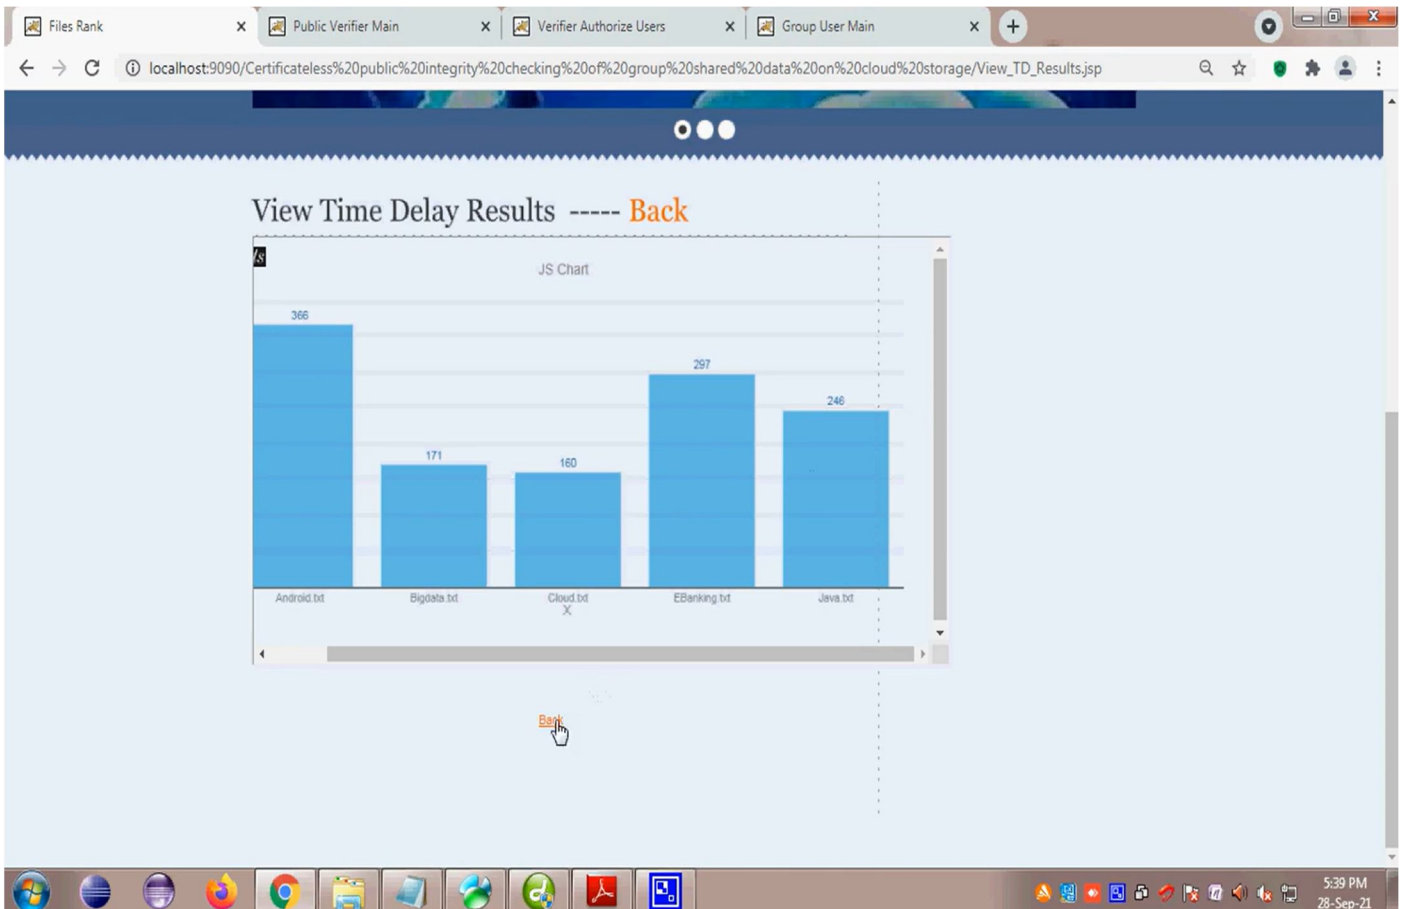 Files Rank
Public Verifier Main
Verifier Authorize Users
Group User Main
localhost:9090/Certificateless%20public%20integrity%20checking%20of%20group%20shared%20data%20on%20cloud%20storage/View_TD_Results.jsp
View Time Delay Results ----- Back
JS Chart
366
171
160
297
246
Android.txt
Bigdata.txt
Cloud.txt
EBanking.txt
Java.txt
X
Back
5:39 PM
28-Sep-21